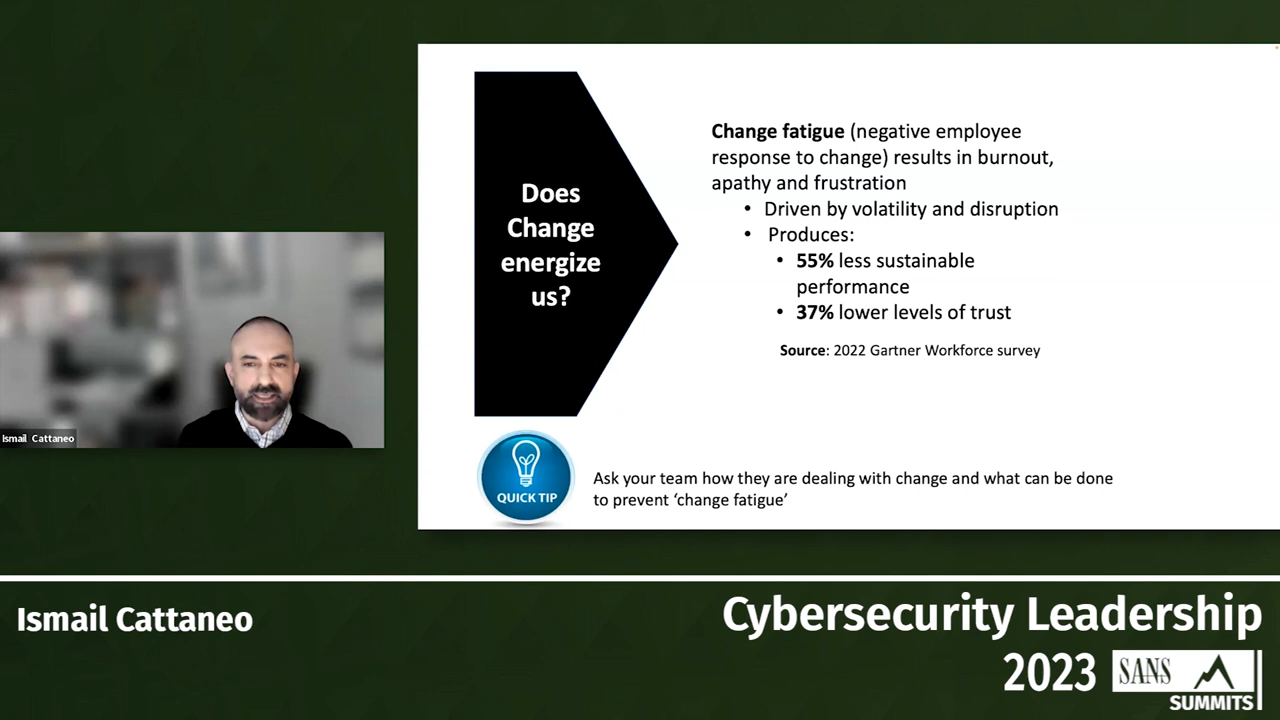 Does
Change
energize
us?
Change fatigue (negative employee
response to change) results in burnout,
apathy and frustration
• Driven by volatility and disruption
• Produces:
• 55% less sustainable
performance
• 37% lower levels of trust
Source: 2022 Gartner Workforce survey
QUICK TIP
Ask your team how they are dealing with change and what can be done
to prevent ‘change fatigue’
Ismail Cattaneo
Ismail Cattaneo
Cybersecurity Leadership
2023
SANS
SUMMITS